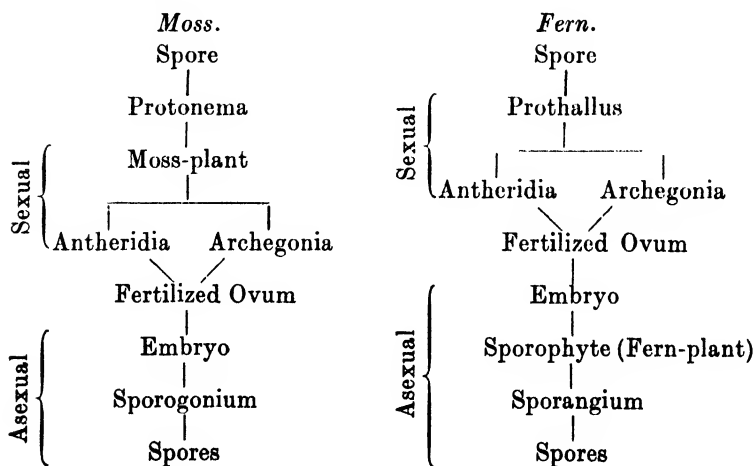 Moss.
Spore
Protonema
Moss-plant
Sexual
Antheridia Archegonia
Fertilized Ovum
Embryo
Asexual
Sporogonium
Spores
Fern.
Spore
Prothallus
Sexual
Antheridia Archegonia
Fertilized Ovum
Embryo
Asexual
Sporophyte (Fern-plant)
Sporangium
Spores